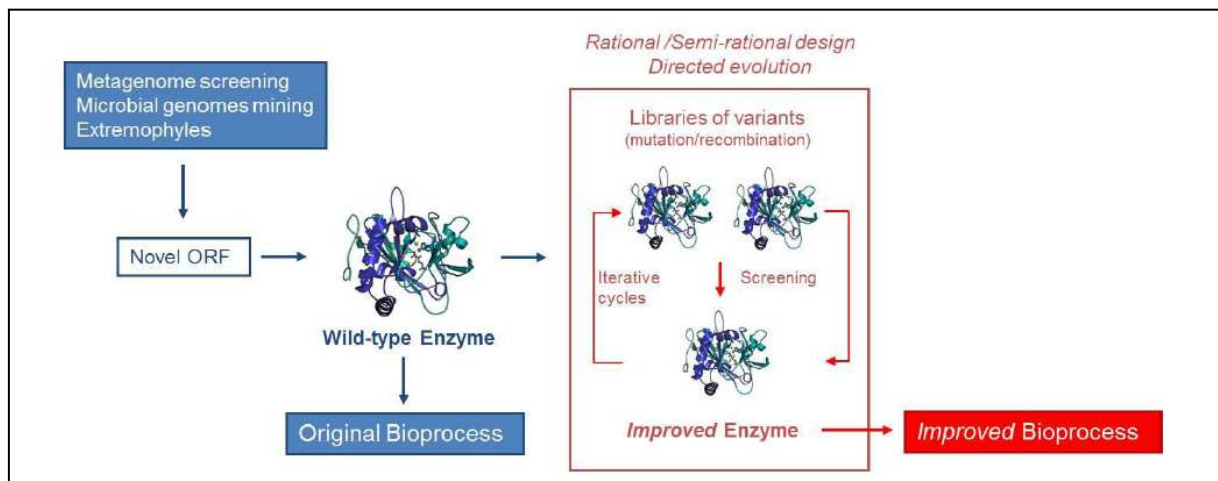 Metagenome screening
Microbial genomes mining
Extremophyles
Novel ORF
Wild-type Enzyme
Original Bioprocess
Rational /Semi-rational design
Directed evolution
Libraries of variants
(mutation/recombination)
Iterative
cycles
Screening
Improved Enzyme
Improved Bioprocess